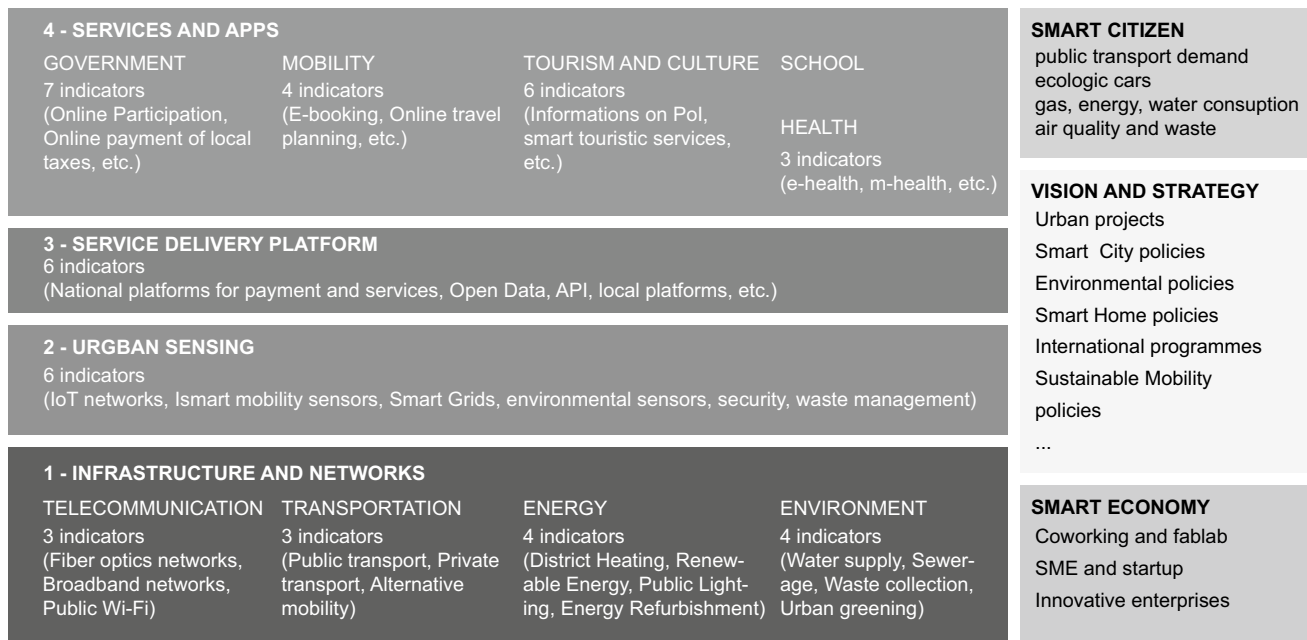 4 - SERVICES AND APPS
GOVERNMENT
7 indicators
(Online Participation,
Online payment of local
taxes, etc.)
MOBILITY
4 indicators
(E-booking, Online travel
planning, etc.)
TOURISM AND CULTURE
6 indicators
(Informations on PoI,
smart touristic services,
etc.)
SCHOOL
HEALTH
3 indicators
(e-health, m-health, etc.)
3 - SERVICE DELIVERY PLATFORM
6 indicators
(National platforms for payment and services, Open Data, API, local platforms, etc.)
2 - URGBAN SENSING
6 indicators
(IoT networks, Ismart mobility sensors, Smart Grids, environmental sensors, security, waste management)
1 - INFRASTRUCTURE AND NETWORKS
TELECOMMUNICATION
3 indicators
(Fiber optics networks,
Broadband networks,
Public Wi-Fi)
TRANSPORTATION
3 indicators
(Public transport, Private
transport, Alternative
mobility)
ENERGY
4 indicators
(District Heating, Renew-
able Energy, Public Light-
ing, Energy Refurbishment)
ENVIRONMENT
4 indicators
(Water supply, Sewer-
age, Waste collection,
Urban greening)
SMART CITIZEN
public transport demand
ecologic cars
gas, energy, water consuption
air quality and waste
VISION AND STRATEGY
Urban projects
Smart City policies
Environmental policies
Smart Home policies
International programmes
Sustainable Mobility
policies
...
SMART ECONOMY
Coworking and fablab
SME and startup
Innovative enterprises